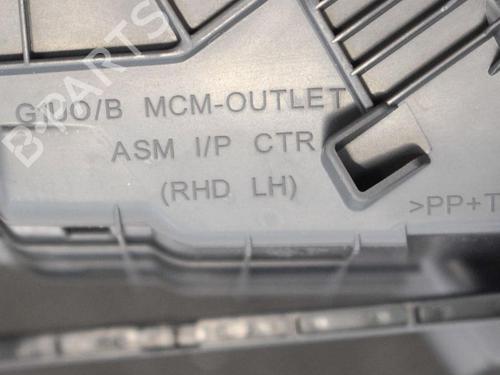 G1UO/B MCM-OUTLET
ASM I/P CTR
(RHD LH)
>PP+T
B-PARTS